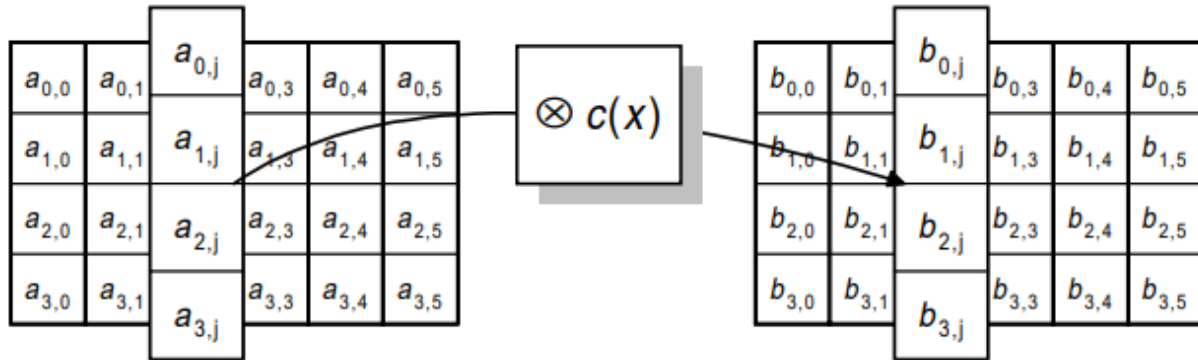 a0,j b0,j
a0,0 a0,1 a0,3 a0,4 a0,5 b0,0 b0,1 b0,3 b0,4 b0,5
⊗ c(x)
a1,j b1,j
a1,0 a1,1 a1,3 a1,4 a1,5 b1,0 b1,1 b1,3 b1,4 b1,5
a2,0 a2,1 a2,j a2,3 a2,4 a2,5 b2,0 b2,1 b2,j b2,3 b2,4 b2,5
a3,0 a3,1 a3,3 a3,4 a3,5 b3,0 b3,1 b3,3 b3,4 b3,5
a3,j b3,j